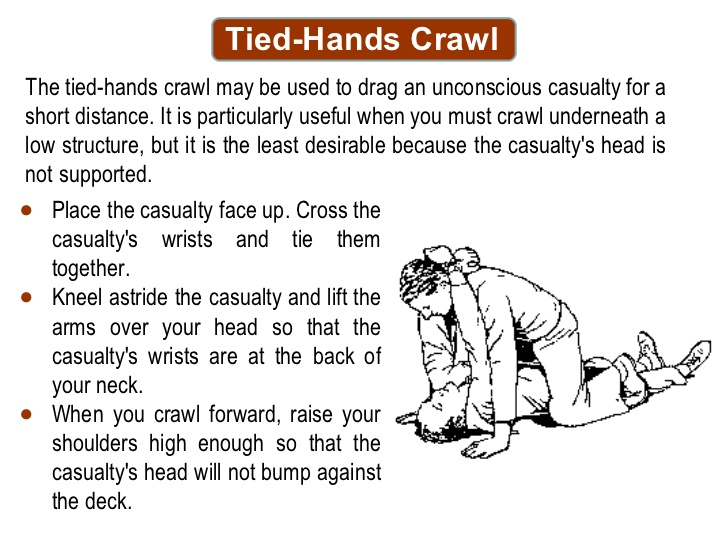 Tied-Hands Crawl
The tied-hands crawl may be used to drag an unconscious casualty for a
short distance. It is particularly useful when you must crawl underneath a
low structure, but it is the least desirable because the casualty's head is
not supported.
Place the casualty face up. Cross the
casualty's wrists and tie them
together.
Kneel astride the casualty and lift the
arms over your head so that the
casualty's wrists are at the back of
your neck.
When you crawl forward, raise your
shoulders high enough so that the
casualty's head will not bump against
the deck.